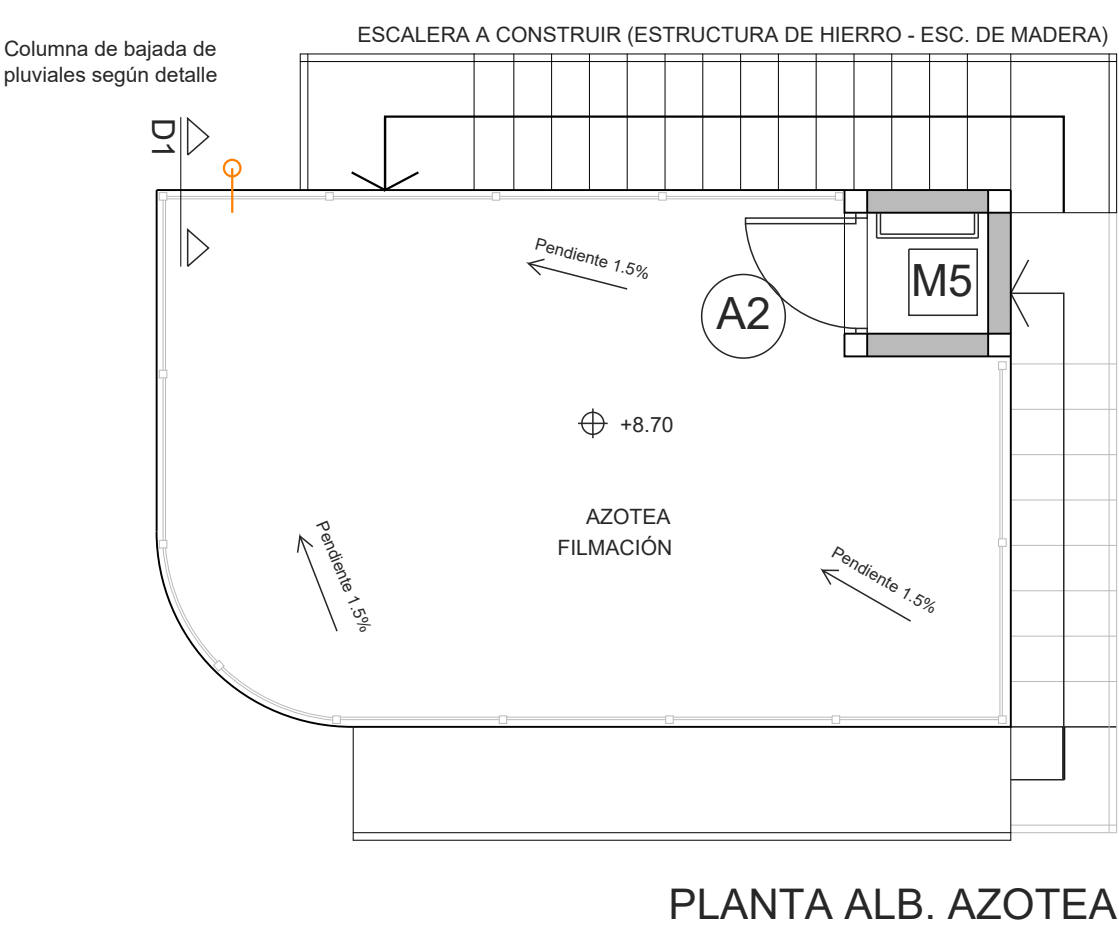 ESCALERA A CONSTRUIR (ESTRUCTURA DE HIERRO - ESC. DE MADERA)
Columna de bajada de
pluviales según detalle
D1
Pendiente 1.5%
M5
A2
+8.70
AZOTEA
FILMACIÓN
Pendiente 1.5%
Pendiente 1.5%
PLANTA ALB. AZOTEA